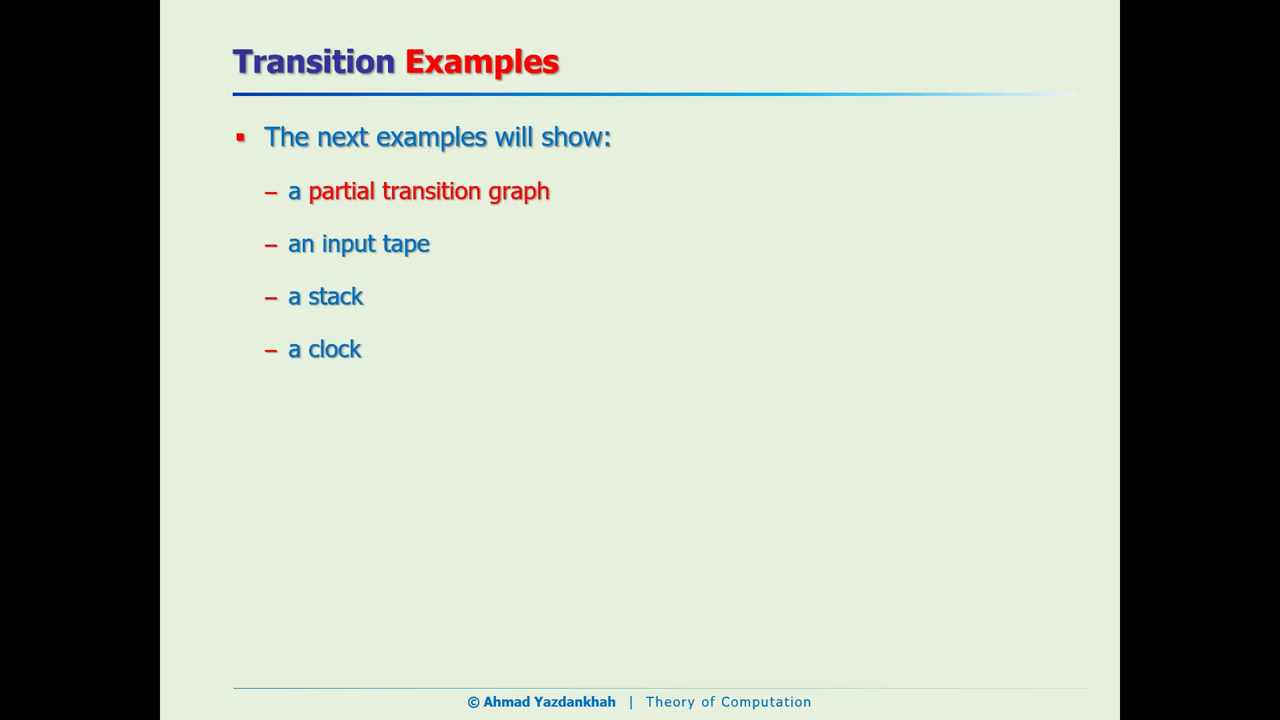 Transition Examples
▪ The next examples will show:
– a partial transition graph
– an input tape
– a stack
– a clock
© Ahmad Yazdankhah | Theory of Computation